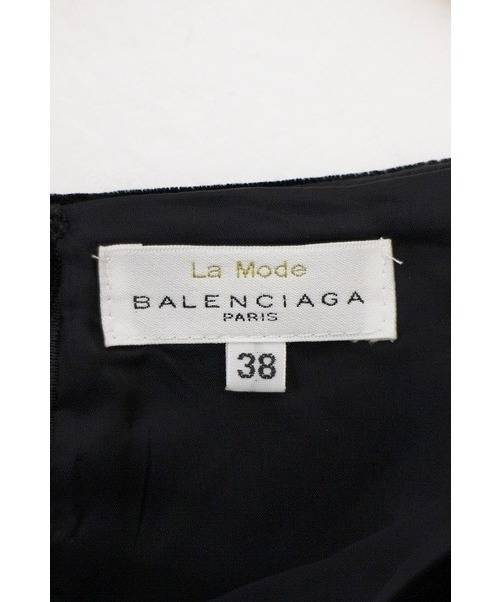 La Mode
BALENCIAGA
PARIS
38